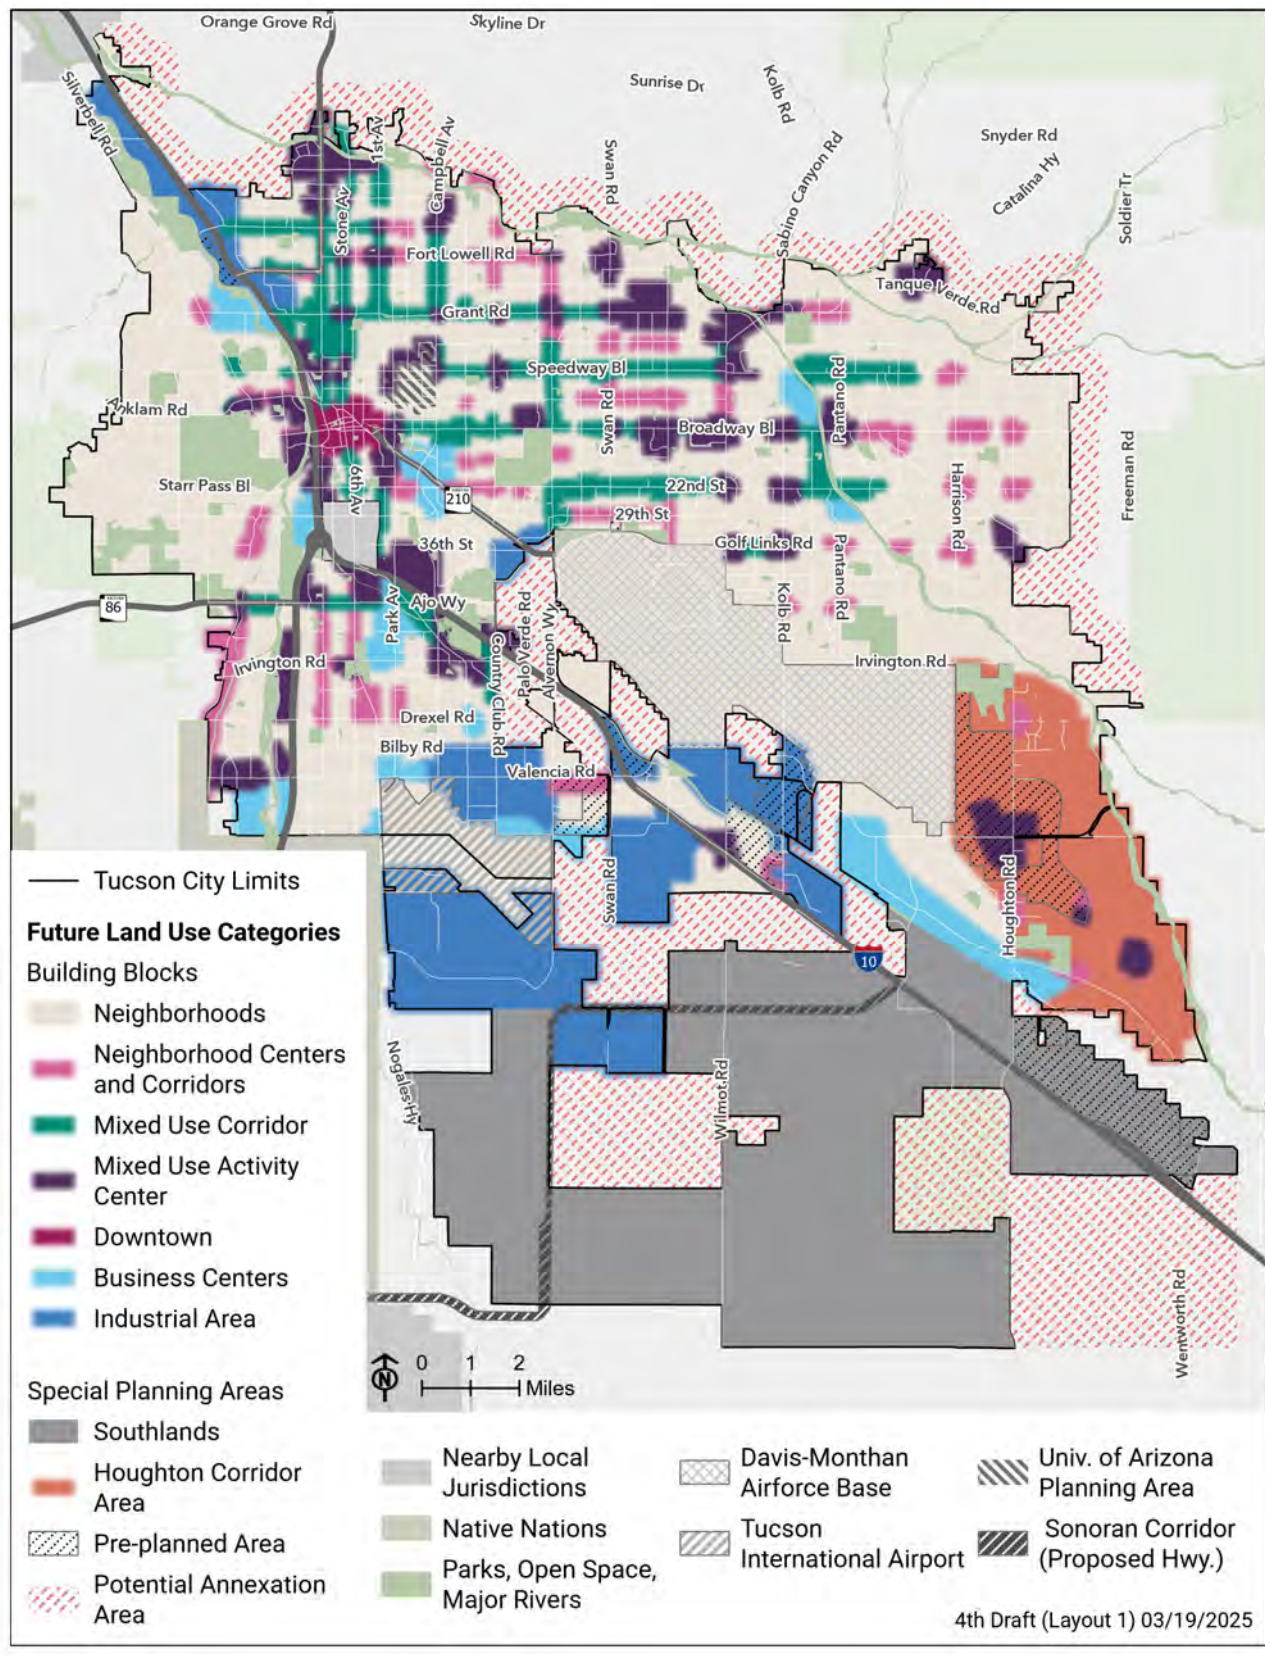 Orange Grove Rd
Skyline Dr
Sunrise Dr
Kolb Rd
Snyder Rd
Catalina Hy
Soldier Tr
Silverbell Rd
1st Av
Campbell Av
Swan Rd
Sabino Canyon Rd
Stone Av
Fort Lowell Rd
Tanque Verde Rd
Grant Rd
Speedway Bl
Pantano Rd
Anklam Rd
Swan Rd
Broadway Bl
Freeman Rd
Starr Pass Bl
6th Av
210
22nd St
29th St
Harrison Rd
36th St
Golf Links Rd
Pantano Rd
86
Park Av
Ajo Wy
Kolb Rd
Palo Verde Rd
Alvernon Wy
Irvington Rd
Irvington Rd
Country Club Rd
Drexel Rd
Bilby Rd
Valencia Rd
Swan Rd
Houghton Rd
10
Nogales Hy
Wilmot Rd
Wentworth Rd
Tucson City Limits
Future Land Use Categories
Building Blocks
Neighborhoods
Neighborhood Centers
and Corridors
Mixed Use Corridor
Mixed Use Activity
Center
Downtown
Business Centers
Industrial Area
Special Planning Areas
Southlands
Houghton Corridor
Area
Pre-planned Area
Potential Annexation
Area
N
0 1 2
Miles
Nearby Local
Jurisdictions
Native Nations
Parks, Open Space,
Major Rivers
Davis-Monthan
Airforce Base
Tucson
International Airport
Univ. of Arizona
Planning Area
Sonoran Corridor
(Proposed Hwy.)
4th Draft (Layout 1) 03/19/2025